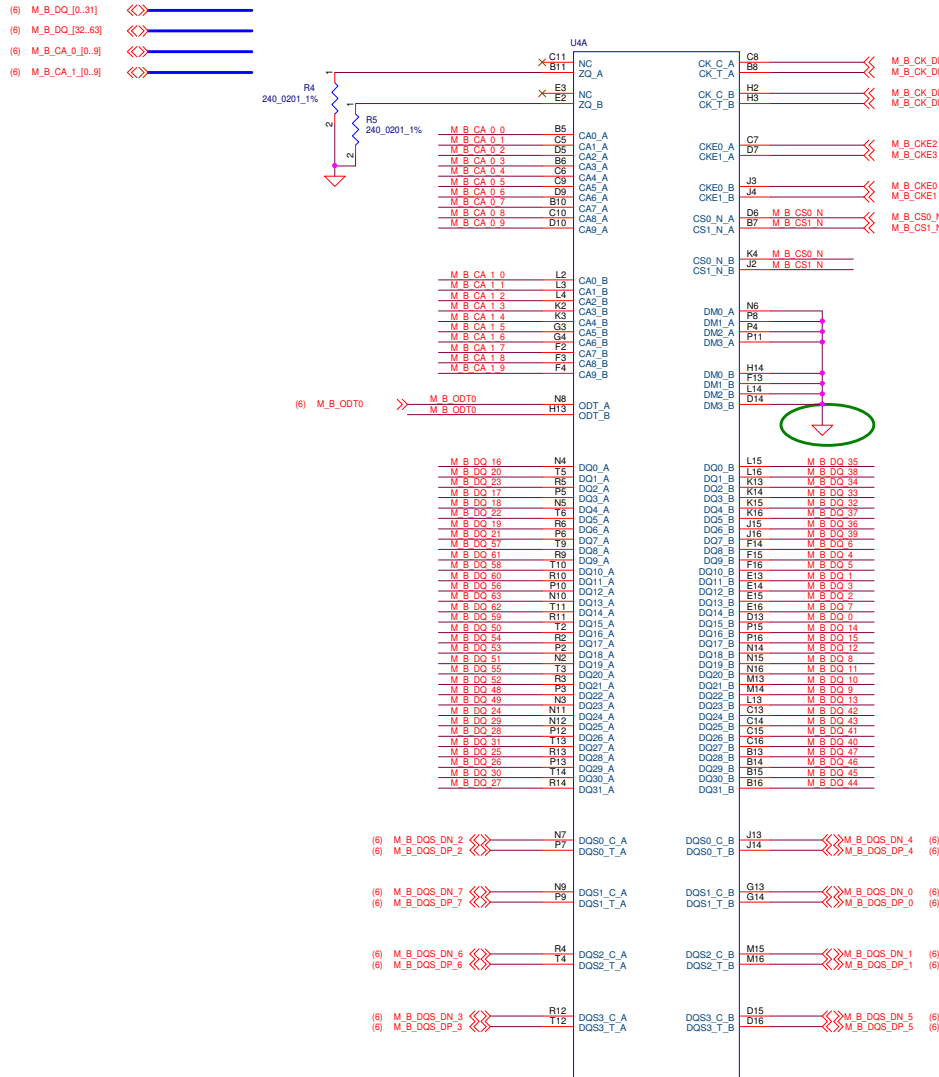 (6) M_B_DQ_[0..31]
(6) M_B_DQ_[32..63]
(6) M_B_CA_0_[0..9]
(6) M_B_CA_1_[0..9]
U4A
C11 NC CK_C_A C8 M_B_CK_D
B11 ZQ_A CK_T_A B8 M_B_CK_D
1
E3 NC CK_C_B H2 M_B_CK_D
E2 ZQ_B CK_T_B H3 M_B_CK_D
R4
240_0201_1%
2
1
R5
240_0201_1%
2
M_B_CA_0_0 B5 CA0_A
M_B_CA_0_1 C5 CA1_A CKE0_A C7 M_B_CKE2
M_B_CA_0_2 D5 CA2_A CKE1_A D7 M_B_CKE3
M_B_CA_0_3 B6 CA3_A
M_B_CA_0_4 C6 CA4_A
M_B_CA_0_5 C9 CA5_A CKE0_B J3 M_B_CKE0
M_B_CA_0_6 D9 CA6_A CKE1_B J4 M_B_CKE1
M_B_CA_0_7 B10 CA7_A
M_B_CA_0_8 C10 CA8_A CS0_N_A D6 M_B_CS0_N M_B_CS0_N
M_B_CA_0_9 D10 CA9_A CS1_N_A B7 M_B_CS1_N M_B_CS1_N
CS0_N_B K4 M_B_CS0_N
CS1_N_B J2 M_B_CS1_N
M_B_CA_1_0 L2 CA0_B
M_B_CA_1_1 L3 CA1_B
M_B_CA_1_2 L4 CA2_B
M_B_CA_1_3 K2 CA3_B DM0_A N6
M_B_CA_1_4 K3 CA4_B DM1_A P8
M_B_CA_1_5 G3 CA5_B DM2_A P4
M_B_CA_1_6 G4 CA6_B DM3_A P11
M_B_CA_1_7 F2 CA7_B
M_B_CA_1_8 F3 CA8_B
M_B_CA_1_9 F4 CA9_B DM0_B H14
DM1_B F13
DM2_B L14
DM3_B D14
(6) M_B_ODT0 M_B_ODT0 N8 ODT_A
M_B_ODT0 H13 ODT_B
M_B_DQ_16 N4 DQ0_A DQ0_B L15 M_B_DQ_35
M_B_DQ_20 T5 DQ1_A DQ1_B L16 M_B_DQ_38
M_B_DQ_23 R5 DQ2_A DQ2_B K13 M_B_DQ_34
M_B_DQ_17 P5 DQ3_A DQ3_B K14 M_B_DQ_33
M_B_DQ_18 N5 DQ4_A DQ4_B K15 M_B_DQ_32
M_B_DQ_22 T6 DQ5_A DQ5_B K16 M_B_DQ_37
M_B_DQ_19 R6 DQ6_A DQ6_B J15 M_B_DQ_36
M_B_DQ_21 P6 DQ7_A DQ7_B J16 M_B_DQ_39
M_B_DQ_57 T9 DQ8_A DQ8_B F14 M_B_DQ_6
M_B_DQ_61 R9 DQ9_A DQ9_B F15 M_B_DQ_4
M_B_DQ_58 T10 DQ10_A DQ10_B F16 M_B_DQ_5
M_B_DQ_60 R10 DQ11_A DQ11_B E13 M_B_DQ_1
M_B_DQ_56 P10 DQ12_A DQ12_B E14 M_B_DQ_3
M_B_DQ_63 N10 DQ13_A DQ13_B E15 M_B_DQ_2
M_B_DQ_62 T11 DQ14_A DQ14_B E16 M_B_DQ_7
M_B_DQ_59 R11 DQ15_A DQ15_B D13 M_B_DQ_0
M_B_DQ_50 T2 DQ16_A DQ16_B P15 M_B_DQ_14
M_B_DQ_54 R2 DQ17_A DQ17_B P16 M_B_DQ_15
M_B_DQ_53 P2 DQ18_A DQ18_B N14 M_B_DQ_12
M_B_DQ_51 N2 DQ19_A DQ19_B N15 M_B_DQ_8
M_B_DQ_55 T3 DQ20_A DQ20_B N16 M_B_DQ_11
M_B_DQ_52 R3 DQ21_A DQ21_B M13 M_B_DQ_10
M_B_DQ_48 P3 DQ22_A DQ22_B M14 M_B_DQ_9
M_B_DQ_49 N3 DQ23_A DQ23_B L13 M_B_DQ_13
M_B_DQ_24 N11 DQ24_A DQ24_B C13 M_B_DQ_42
M_B_DQ_29 N12 DQ25_A DQ25_B C14 M_B_DQ_43
M_B_DQ_28 P12 DQ26_A DQ26_B C15 M_B_DQ_41
M_B_DQ_31 T13 DQ27_A DQ27_B C16 M_B_DQ_40
M_B_DQ_25 R13 DQ28_A DQ28_B B13 M_B_DQ_47
M_B_DQ_26 P13 DQ29_A DQ29_B B14 M_B_DQ_46
M_B_DQ_30 T14 DQ30_A DQ30_B B15 M_B_DQ_45
M_B_DQ_27 R14 DQ31_A DQ31_B B16 M_B_DQ_44
(6) M_B_DQS_DN_2 N7 DQS0_C_A DQS0_C_B J13 M_B_DQS_DN_4 (6)
(6) M_B_DQS_DP_2 P7 DQS0_T_A DQS0_T_B J14 M_B_DQS_DP_4 (6)
(6) M_B_DQS_DN_7 N9 DQS1_C_A DQS1_C_B G13 M_B_DQS_DN_0 (6)
(6) M_B_DQS_DP_7 P9 DQS1_T_A DQS1_T_B G14 M_B_DQS_DP_0 (6)
(6) M_B_DQS_DN_6 R4 DQS2_C_A DQS2_C_B M15 M_B_DQS_DN_1 (6)
(6) M_B_DQS_DP_6 T4 DQS2_T_A DQS2_T_B M16 M_B_DQS_DP_1 (6)
(6) M_B_DQS_DN_3 R12 DQS3_C_A DQS3_C_B D15 M_B_DQS_DN_5 (6)
(6) M_B_DQS_DP_3 T12 DQS3_T_A DQS3_T_B D16 M_B_DQS_DP_5 (6)